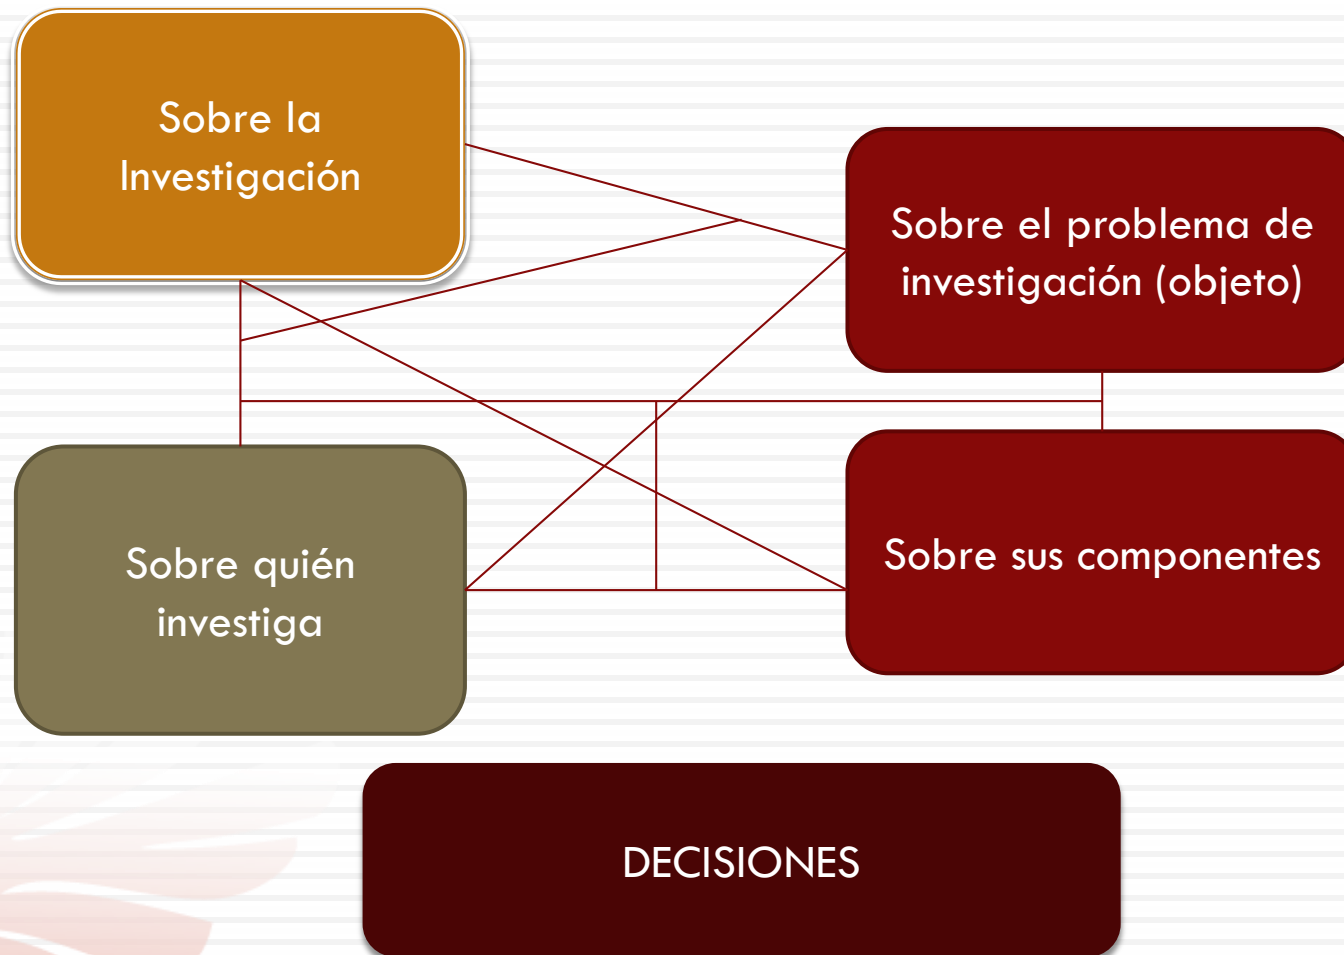 Sobre la
Investigación
Sobre el problema de
investigación (objeto)
Sobre quién
investiga
Sobre sus componentes
DECISIONES